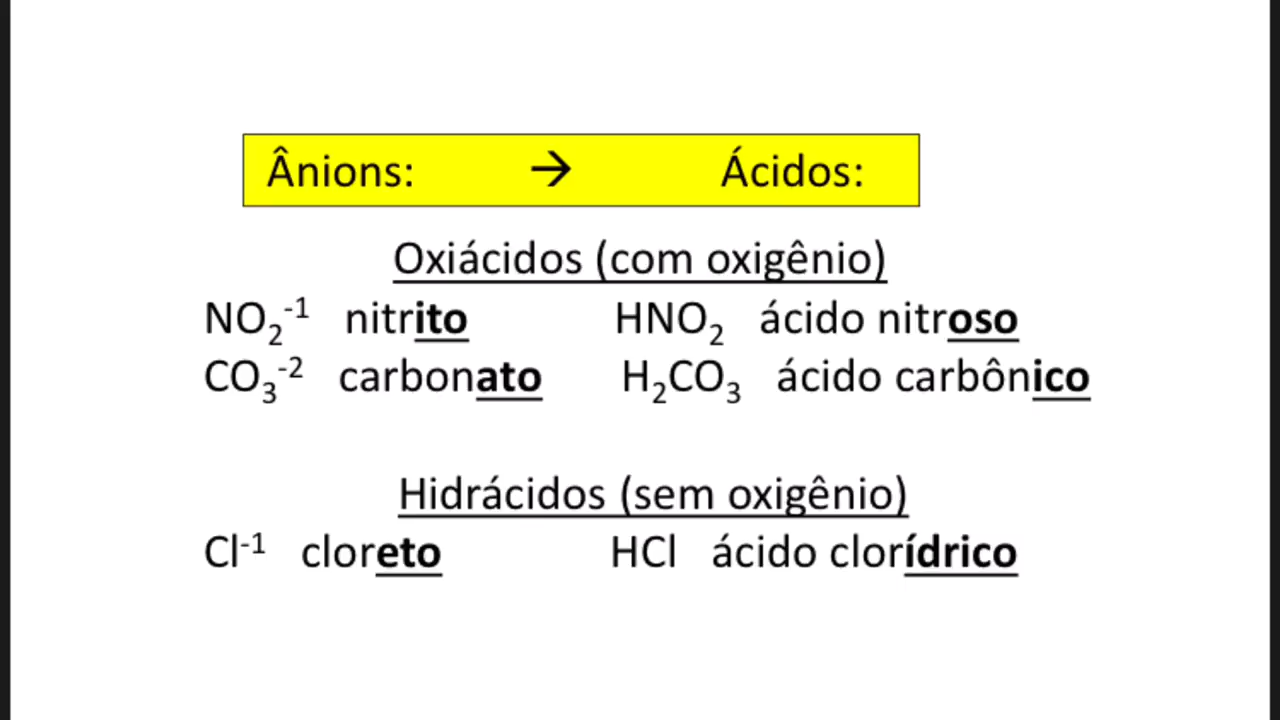 Ânions: → Ácidos:
Oxiácidos (com oxigênio)
NO₂⁻¹ nitrito HNO₂ ácido nitroso
CO₃⁻² carbonato H₂CO₃ ácido carbônico
Hidrácidos (sem oxigênio)
Cl⁻¹ cloreto HCl ácido clorídrico